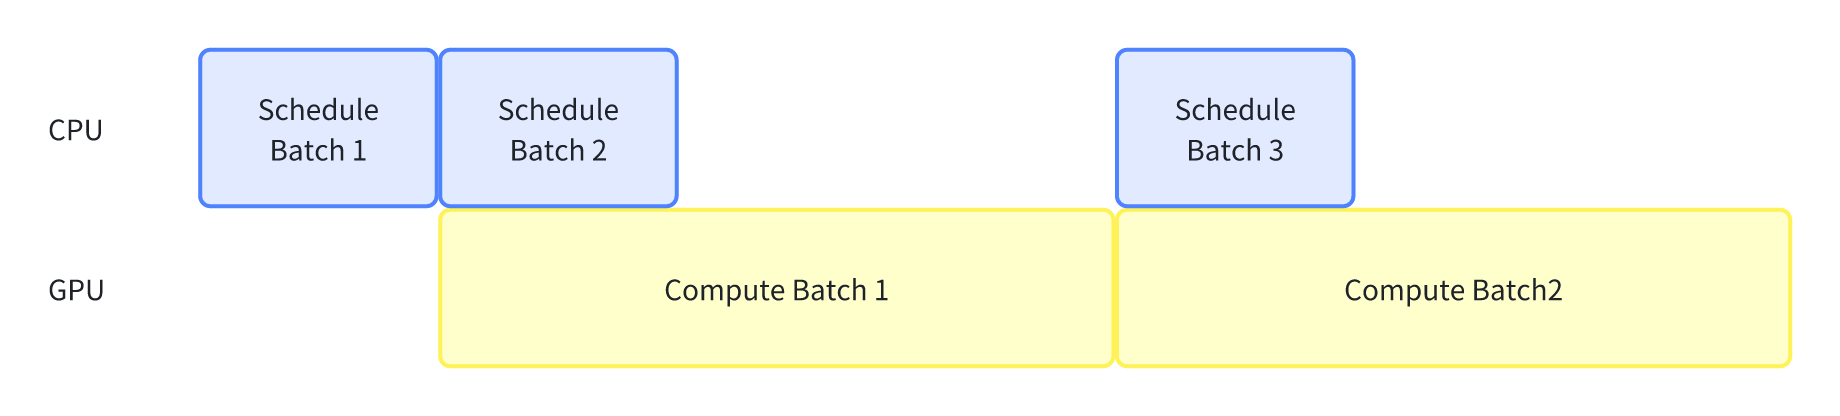 CPU
Schedule
Batch 1
Schedule
Batch 2
Schedule
Batch 3
GPU
Compute Batch 1
Compute Batch2